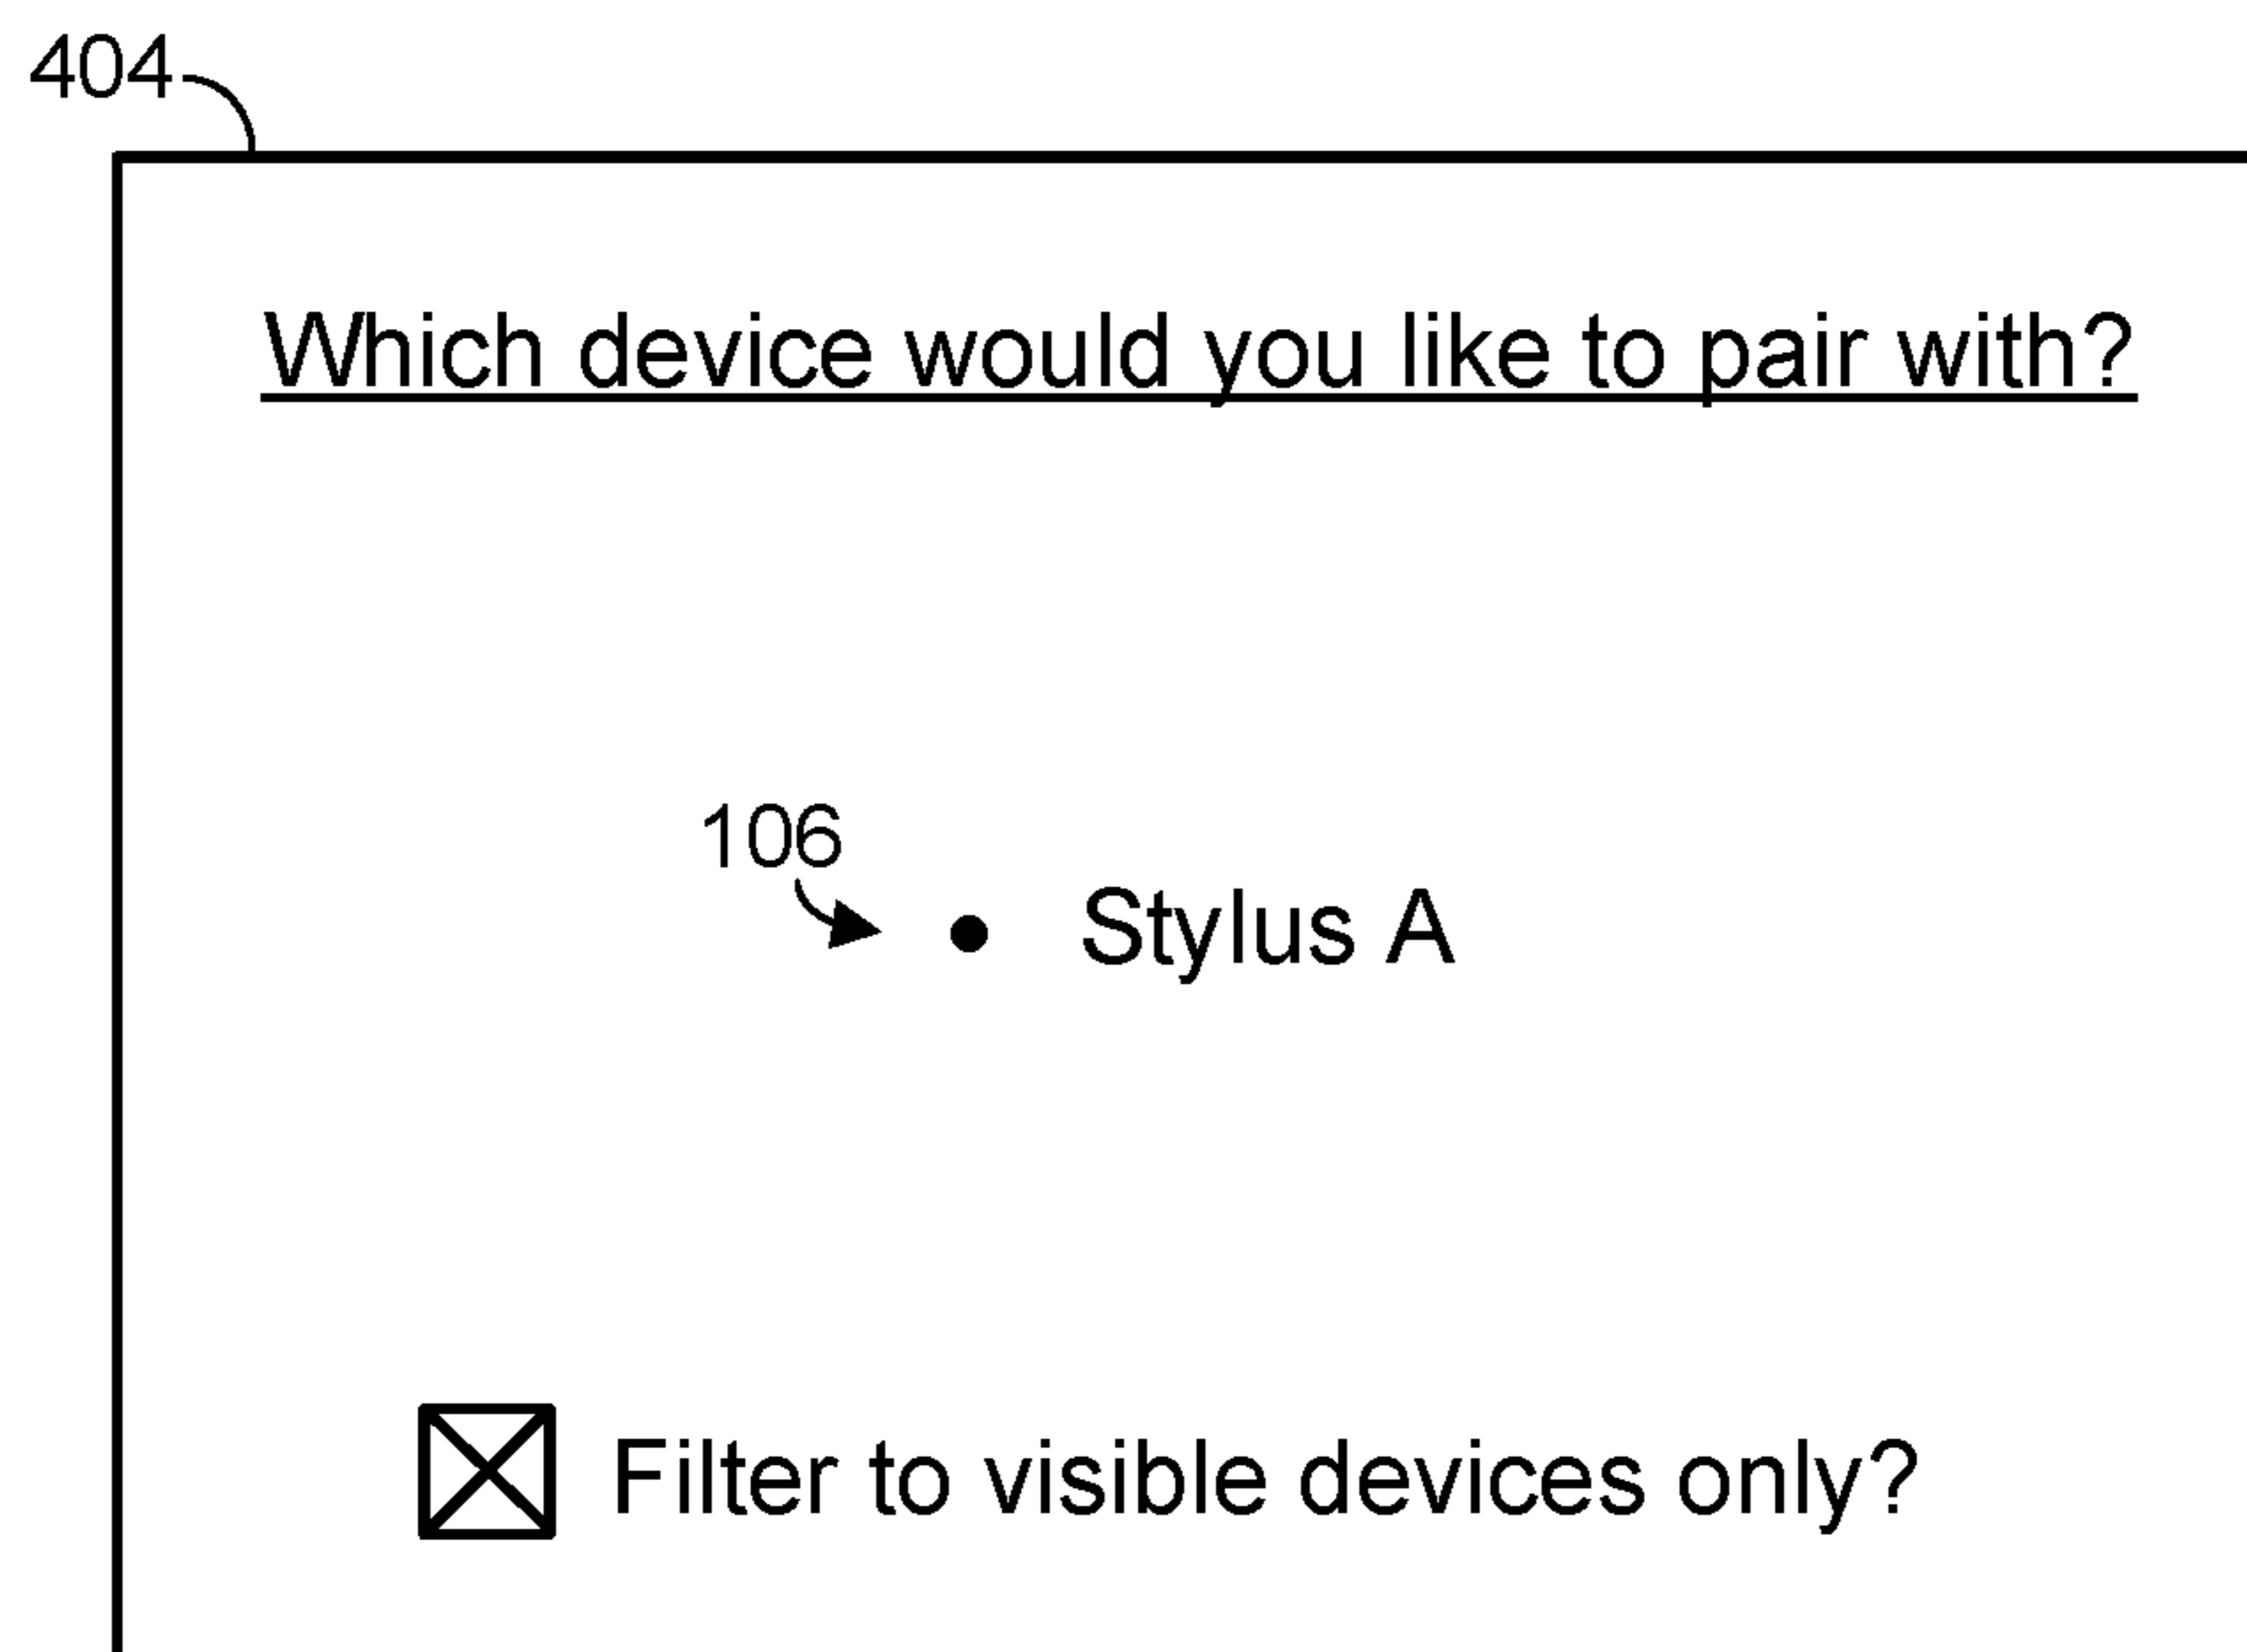 404
Which device would you like to pair with?
106
• Stylus A
Filter to visible devices only?